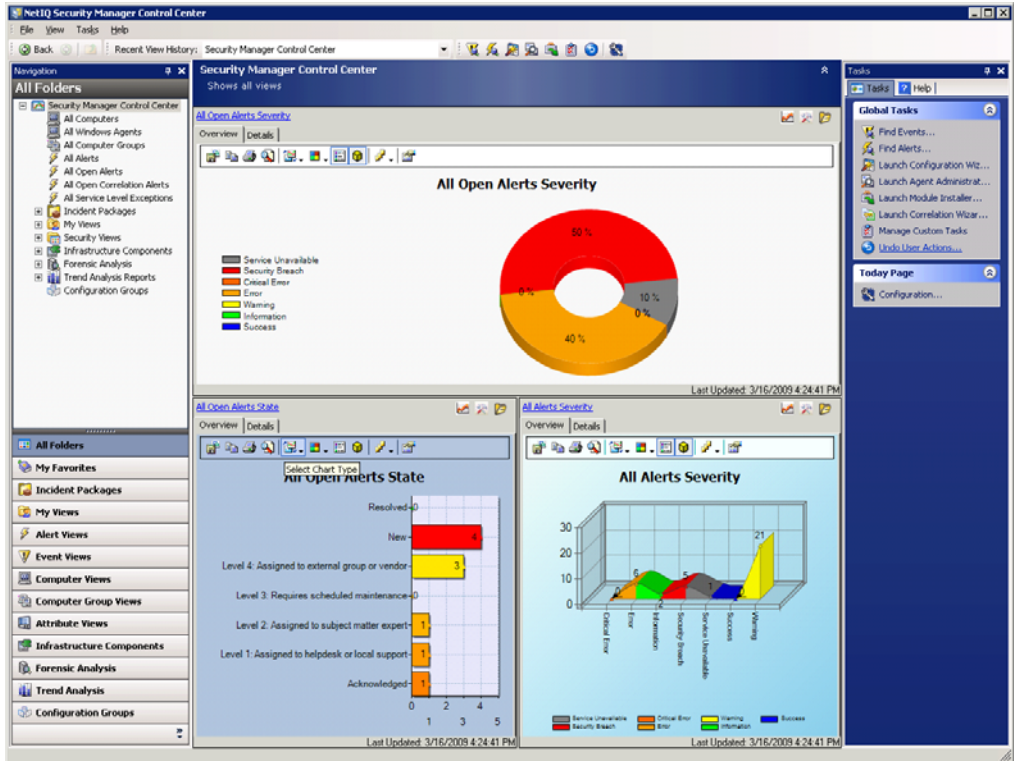 NetIQ Security Manager Control Center
File View Tasks Help
Back Recent View History: Security Manager Control Center
Navigation
All Folders
Security Manager Control Center
All Computers
All Windows Agents
All Computer Groups
All Alerts
All Open Alerts
All Open Correlation Alerts
All Service Level Exceptions
Incident Packages
My Views
Security Views
Infrastructure Components
Forensic Analysis
Trend Analysis Reports
Configuration Groups
All Folders
My Favorites
Incident Packages
My Views
Alert Views
Event Views
Computer Views
Computer Group Views
Attribute Views
Infrastructure Components
Forensic Analysis
Trend Analysis
Configuration Groups
Security Manager Control Center
Shows all views
All Open Alerts Severity
Overview Details
All Open Alerts Severity
Service Unavailable
Security Breach
Critical Error
Error
Warning
Information
Success
50 %
0 %
10 %
0 %
40 %
Last Updated: 3/16/2009 4:24:41 PM
All Open Alerts State
Overview Details
Select Chart Type
All Open Alerts State
Resolved 0
New 4
Level 4: Assigned to external group or vendor 3
Level 3: Requires scheduled maintenance 0
Level 2: Assigned to subject matter expert 1
Level 1: Assigned to helpdesk or local support 1
Acknowledged 1
0 2 4
1 3 5
Last Updated: 3/16/2009 4:24:41 PM
All Alerts Severity
Overview Details
All Alerts Severity
30
20
10
0
6
5
1
21
Critical Error
Error
Information
Security Breach
Service Unavailable
Success
Warning
Service Unavailable Critical Error Warning Success
Security Breach Error Information
Last Updated: 3/16/2009 4:24:41 PM
Tasks
Tasks Help
Global Tasks
Find Events...
Find Alerts...
Launch Configuration Wiz...
Launch Agent Administrat...
Launch Module Installer...
Launch Correlation Wizar...
Manage Custom Tasks
Undo User Actions...
Today Page
Configuration...